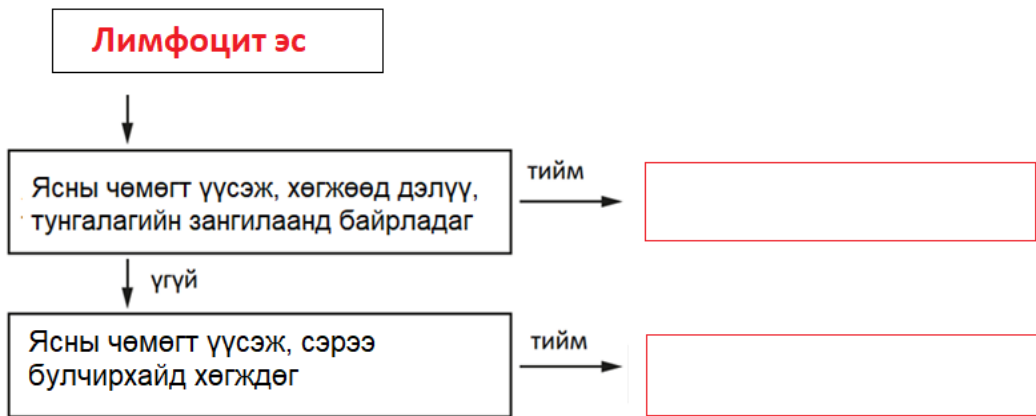 Лимфоцит эс
Ясны чөмөгт үүсэж, хөгжөөд дэлүү,
тунгалагийн зангилаанд байрладаг
тийм
үгүй
Ясны чөмөгт үүсэж, сэрээ
булчирхайд хөгждөг
тийм